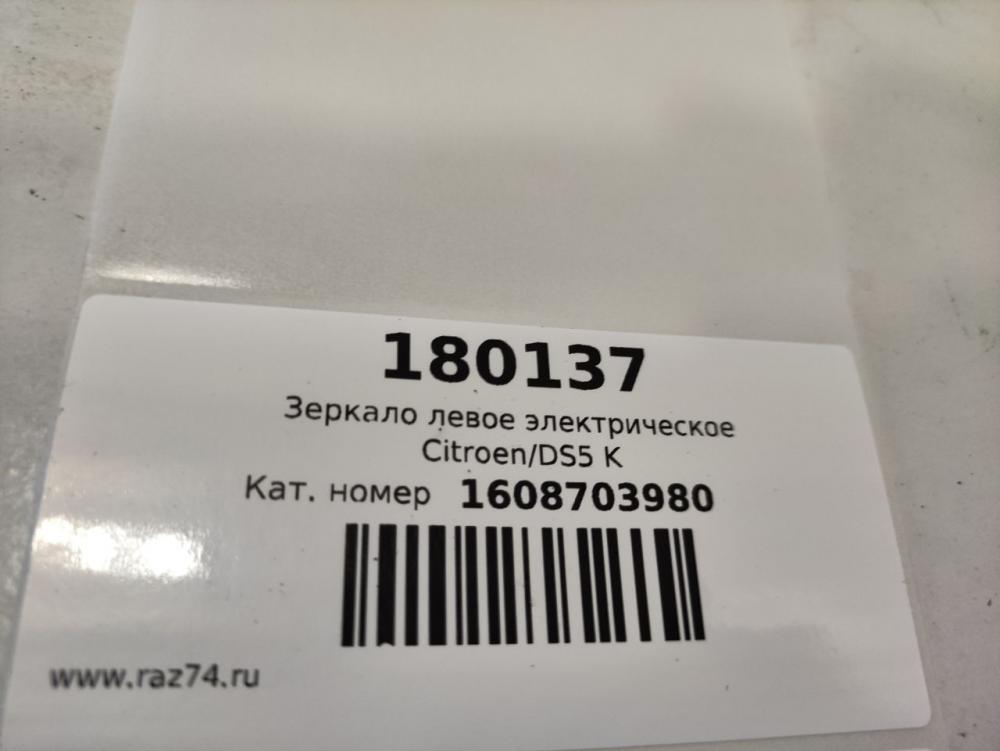 180137
Зеркало левое электрическое
Citroen/DS5 K
Кат. номер 1608703980
www.raz74.ru